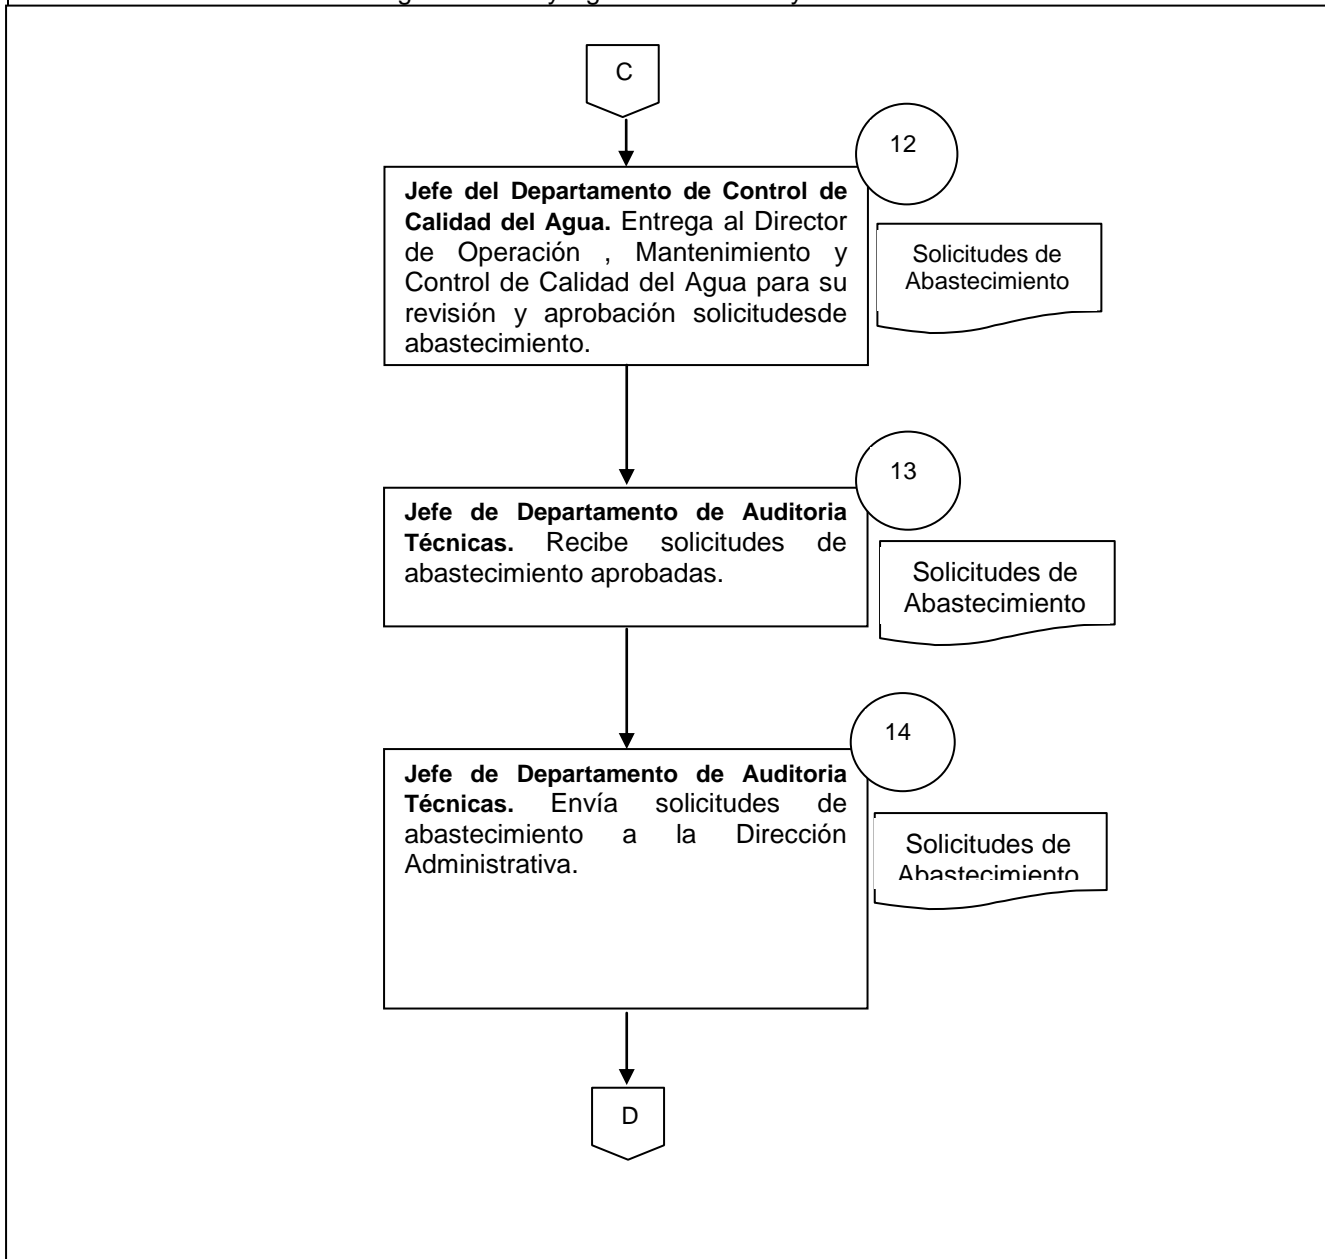 C
12
Jefe del Departamento de Control de
Calidad del Agua. Entrega al Director
de Operación , Mantenimiento y
Control de Calidad del Agua para su
revisión y aprobación solicitudesde
abastecimiento.
Solicitudes de
Abastecimiento
13
Jefe de Departamento de Auditoria
Técnicas. Recibe solicitudes de
abastecimiento aprobadas.
Solicitudes de
Abastecimiento
14
Jefe de Departamento de Auditoria
Técnicas. Envía solicitudes de
abastecimiento a la Dirección
Administrativa.
Solicitudes de
Abastecimiento
D